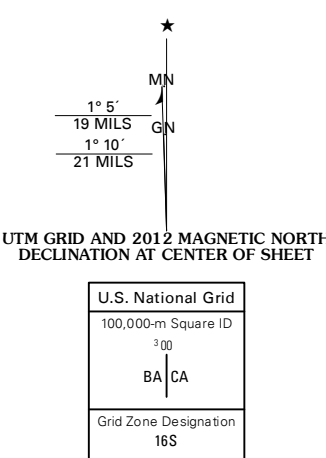 ★
MN
1° 5´
19 MILS
GN
1° 10´
21 MILS
UTM GRID AND 2012 MAGNETIC NORTH
DECLINATION AT CENTER OF SHEET
U.S. National Grid
100,000-m Square ID
³00
BA CA
Grid Zone Designation
16S